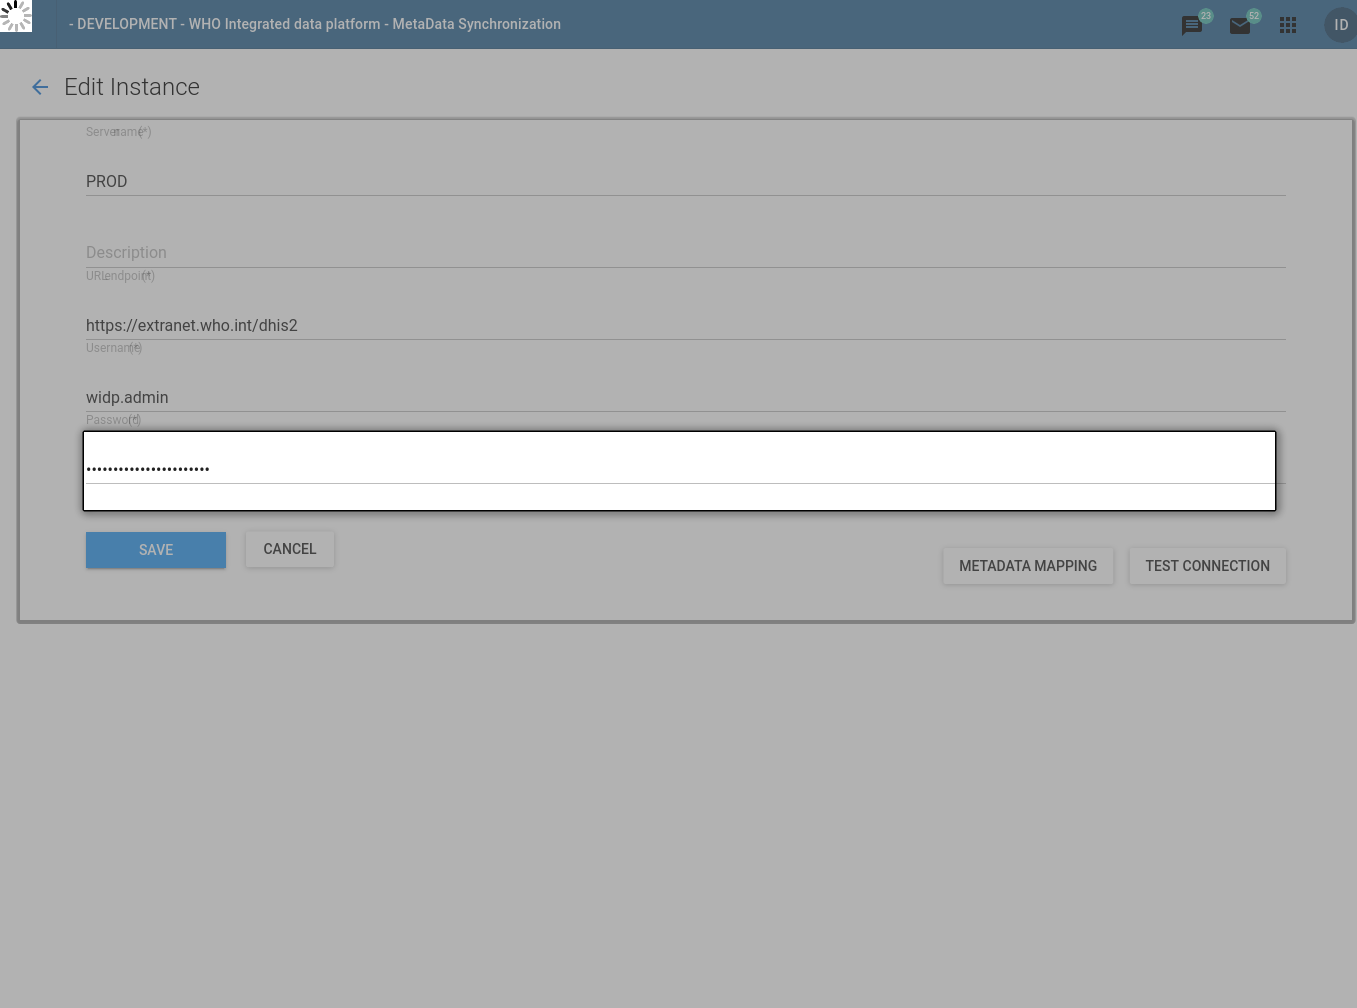 - DEVELOPMENT - WHO Integrated data platform - MetaData Synchronization
23
52
ID
Edit Instance
Server name (*)
PROD
Description
URL endpoint (*)
https://extranet.who.int/dhis2
Username (*)
widp.admin
Password (*)
•••••••••••••••••••••••
SAVE
CANCEL
METADATA MAPPING
TEST CONNECTION